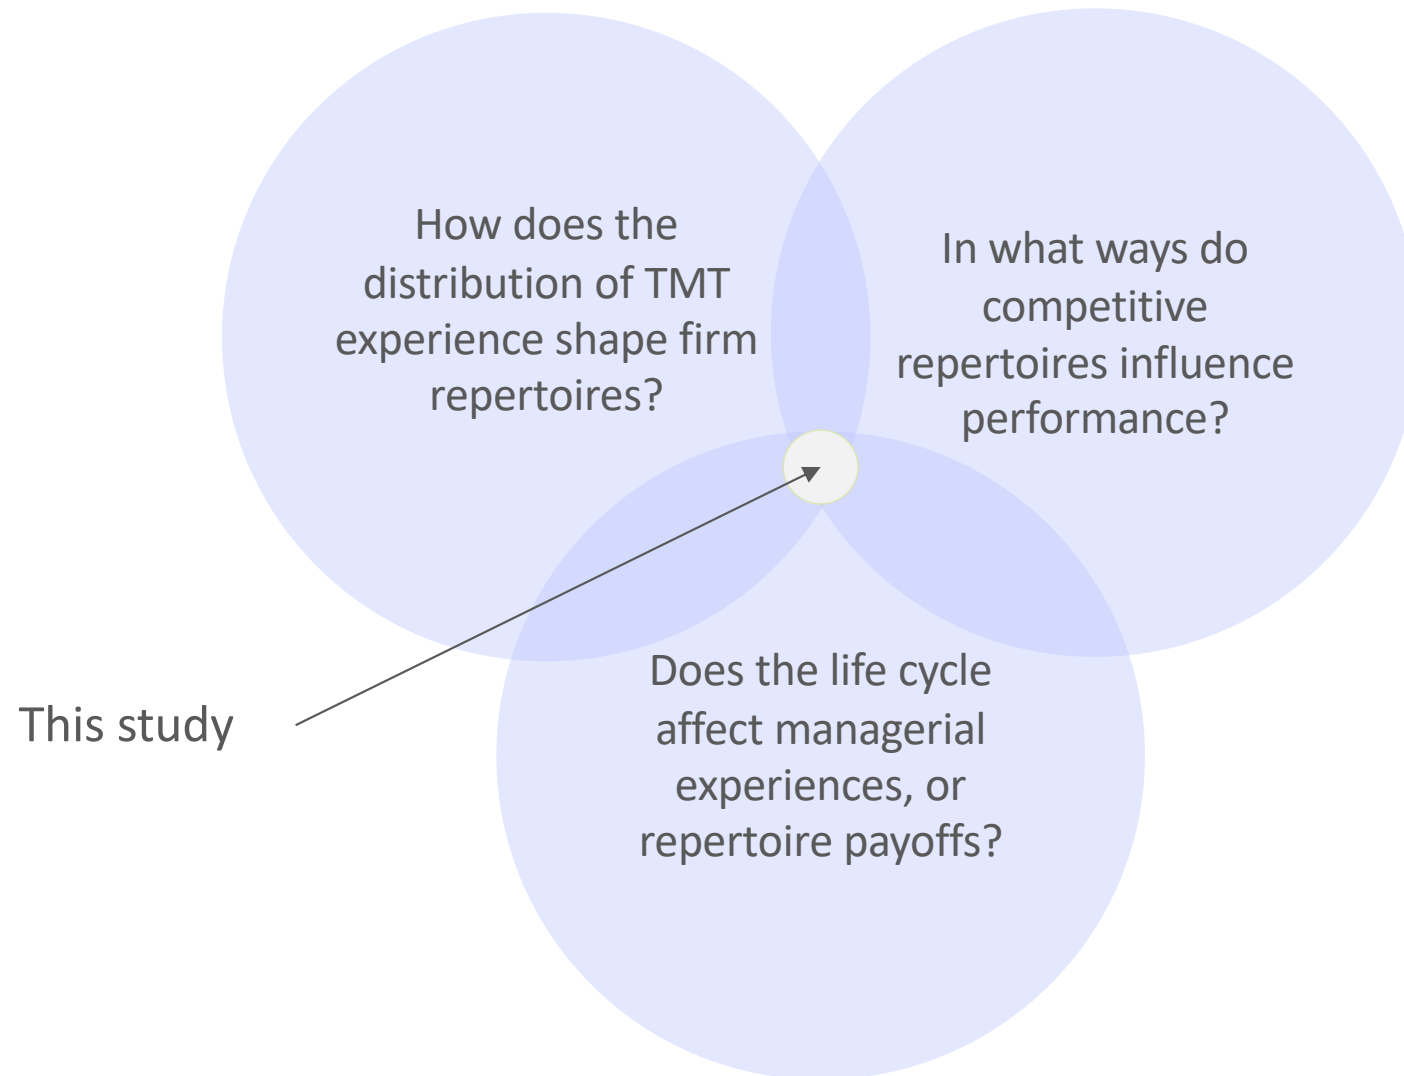 How does the
distribution of TMT
experience shape firm
repertoires?
In what ways do
competitive
repertoires influence
performance?
Does the life cycle
affect managerial
experiences, or
repertoire payoffs?
This study